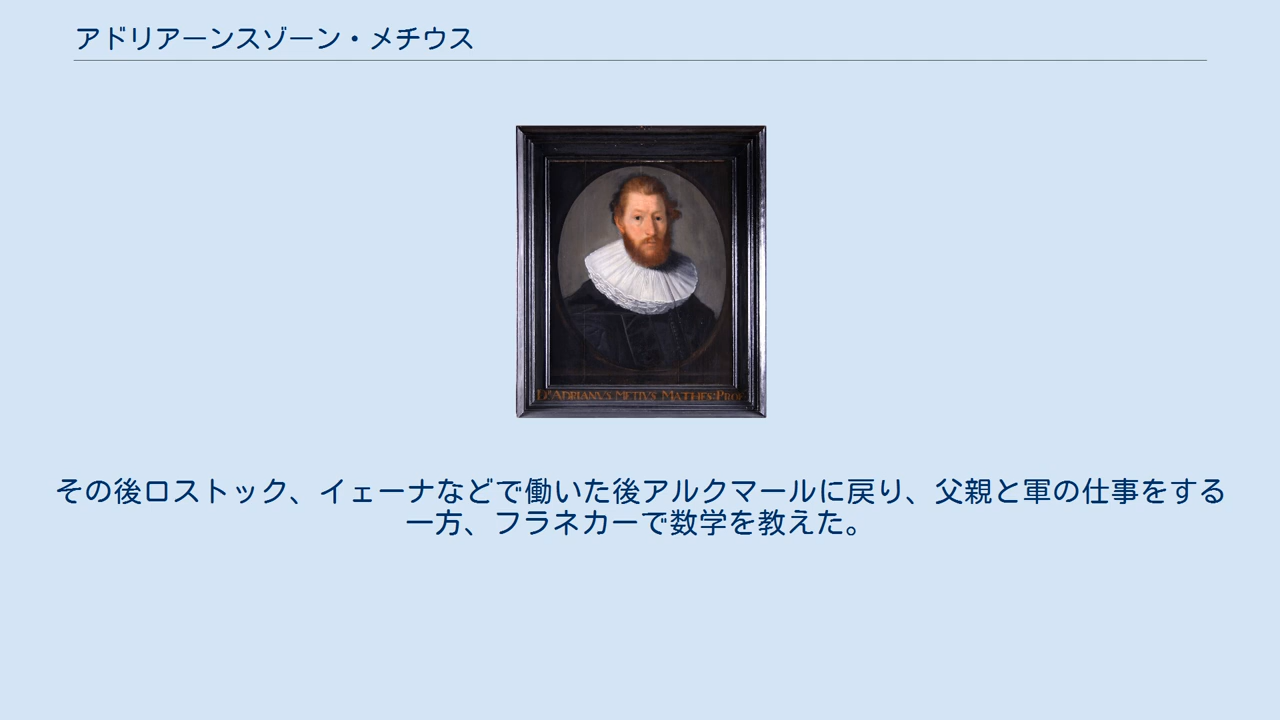 アドリアーンスゾーン・メチウス
Dr ADRIANVS METIVS MATHES: PROF
その後ロストック、イェーナなどで働いた後アルクマールに戻り、父親と軍の仕事をする
一方、フラネカーで数学を教えた。